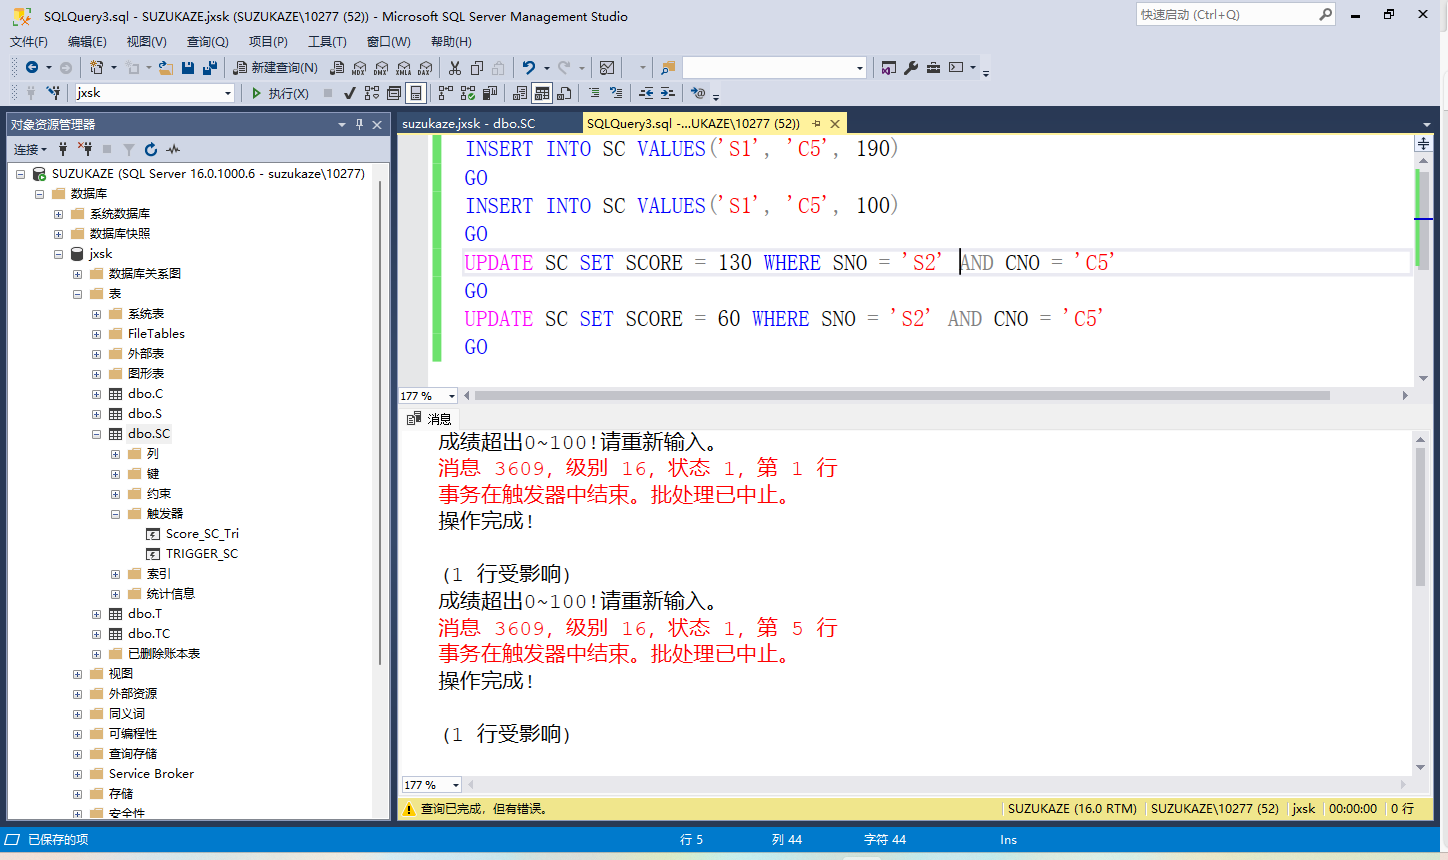 SQLQuery3.sql - SUZUKAZE.jxsk (SUZUKAZE\10277 (52)) - Microsoft SQL Server Management Studio
快速启动 (Ctrl+Q)
文件(F) 编辑(E) 视图(V) 查询(Q) 项目(P) 工具(T) 窗口(W) 帮助(H)
新建查询(N)
MDX DMX XMLA DAX
jxsk
执行(X)
对象资源管理器
连接
SUZUKAZE (SQL Server 16.0.1000.6 - suzukaze\10277)
数据库
系统数据库
数据库快照
jxsk
数据库关系图
表
系统表
FileTables
外部表
图形表
dbo.C
dbo.S
dbo.SC
列
键
约束
触发器
Score_SC_Tri
TRIGGER_SC
索引
统计信息
dbo.T
dbo.TC
已删除账本表
视图
外部资源
同义词
可编程性
查询存储
Service Broker
存储
安全性
suzukaze.jxsk - dbo.SC
SQLQuery3.sql -...UKAZE\10277 (52))
INSERT INTO SC VALUES('S1', 'C5', 190)
GO
INSERT INTO SC VALUES('S1', 'C5', 100)
GO
UPDATE SC SET SCORE = 130 WHERE SNO = 'S2' AND CNO = 'C5'
GO
UPDATE SC SET SCORE = 60 WHERE SNO = 'S2' AND CNO = 'C5'
GO
177 %
消息
成绩超出0~100!请重新输入。
消息 3609，级别 16，状态 1，第 1 行
事务在触发器中结束。批处理已中止。
操作完成!
(1 行受影响)
成绩超出0~100!请重新输入。
消息 3609，级别 16，状态 1，第 5 行
事务在触发器中结束。批处理已中止。
操作完成!
(1 行受影响)
177 %
查询已完成，但有错误。
SUZUKAZE (16.0 RTM) SUZUKAZE\10277 (52) jxsk 00:00:00 0 行
已保存的项 行 5 列 44 字符 44 Ins